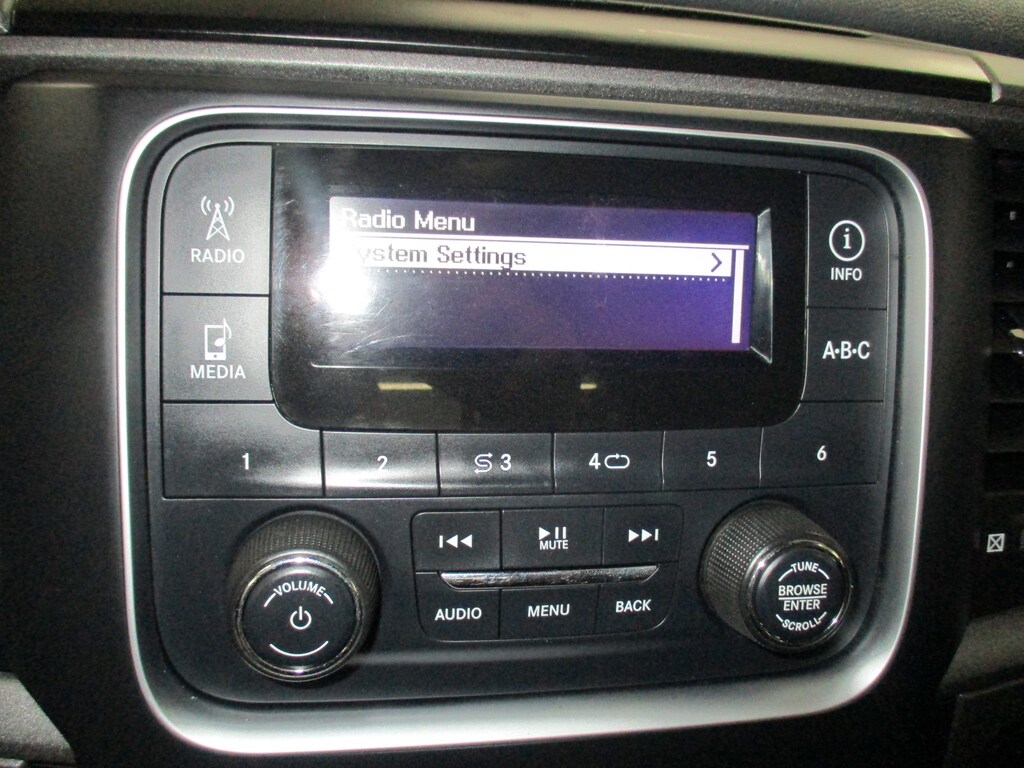 Radio Menu
System Settings
RADIO
MEDIA
i
INFO
A•B•C
1
2
3
4
5
6
MUTE
AUDIO
MENU
BACK
VOLUME
TUNE
BROWSE
ENTER
SCROLL